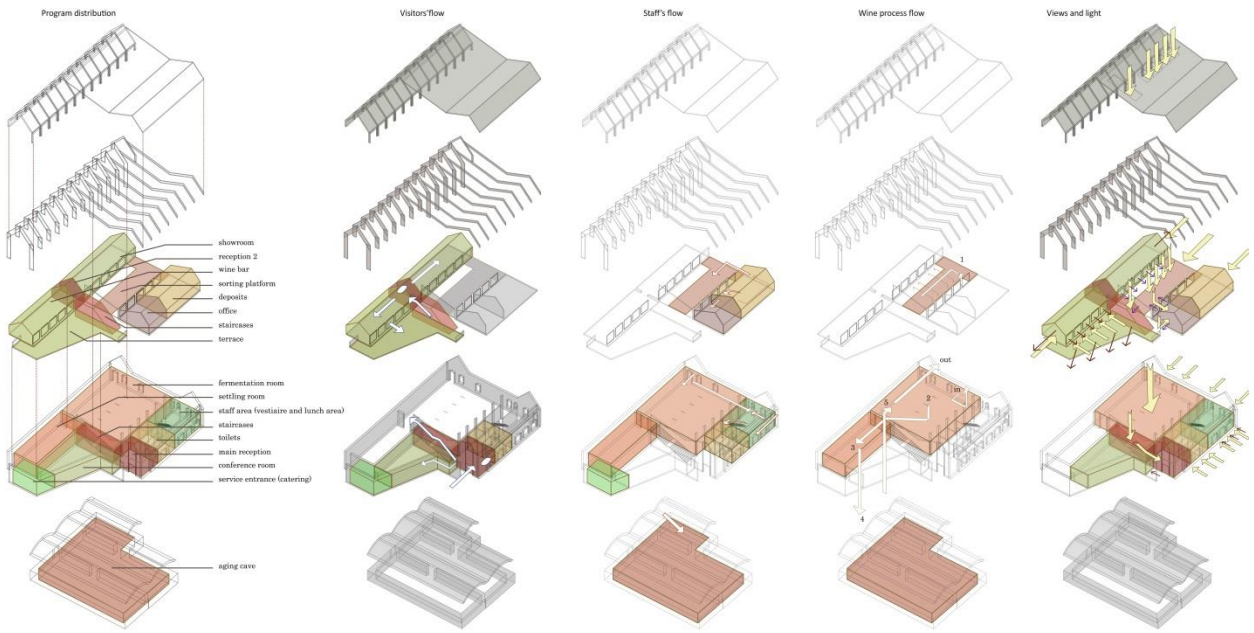 Program distribution
Visitors'flow
Staff's flow
Wine process flow
Views and light
showroom
reception 2
wine bar
sorting platform
deposits
office
staircases
terrace
1
fermentation room
settling room
staff area (vestiaire and lunch area)
staircases
toilets
main reception
conference room
service entrance (catering)
out
in
2
5
3
4
aging cave